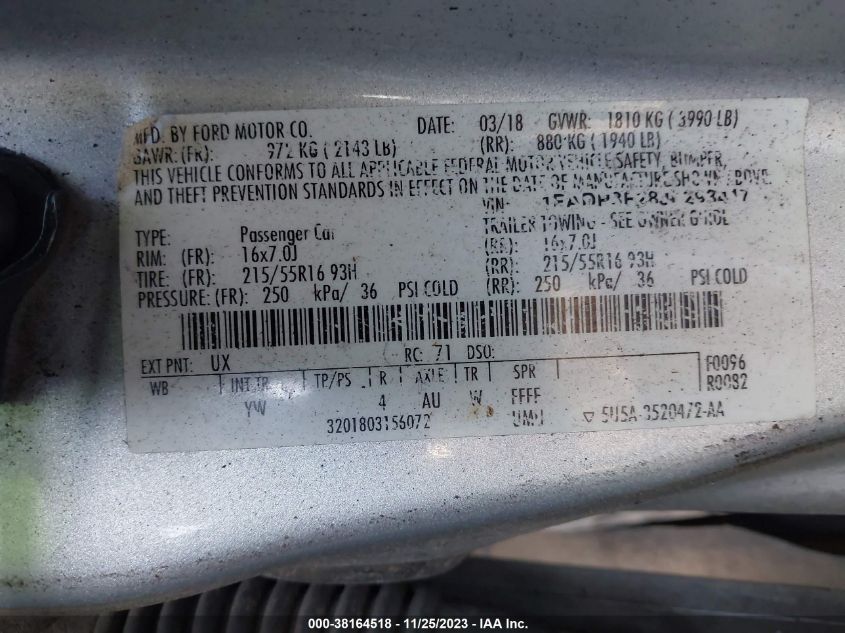 MFD. BY FORD MOTOR CO. DATE: 03/18 GVWR: 1810 KG ( 3990 LB)
GAWR: (FR): 972 KG ( 2143 LB) (RR): 880 KG ( 1940 LB)
THIS VEHICLE CONFORMS TO ALL APPLICABLE FEDERAL MOTOR VEHICLE SAFETY, BUMPER,
AND THEFT PREVENTION STANDARDS IN EFFECT ON THE DATE OF MANUFACTURE SHOWN ABOVE.
VIN:
TRAILER TOWING - SEE OWNER GUIDE
TYPE: Passenger Car
RIM: (FR): 16x7.0J (RR): 16x7.0J
TIRE: (FR): 215/55R16 93H (RR): 215/55R16 93H
PRESSURE: (FR): 250 kPa/ 36 PSI COLD (RR): 250 kPa/ 36 PSI COLD
EXT PNT: UX RC: 71 DSO: F0096
WB INT TR TP/PS R AXLE TR SPR R0082
YW 4 AU W FFFF
3201803156072 5U5A-3520472-AA
000-38164518 - 11/25/2023 - IAA Inc.